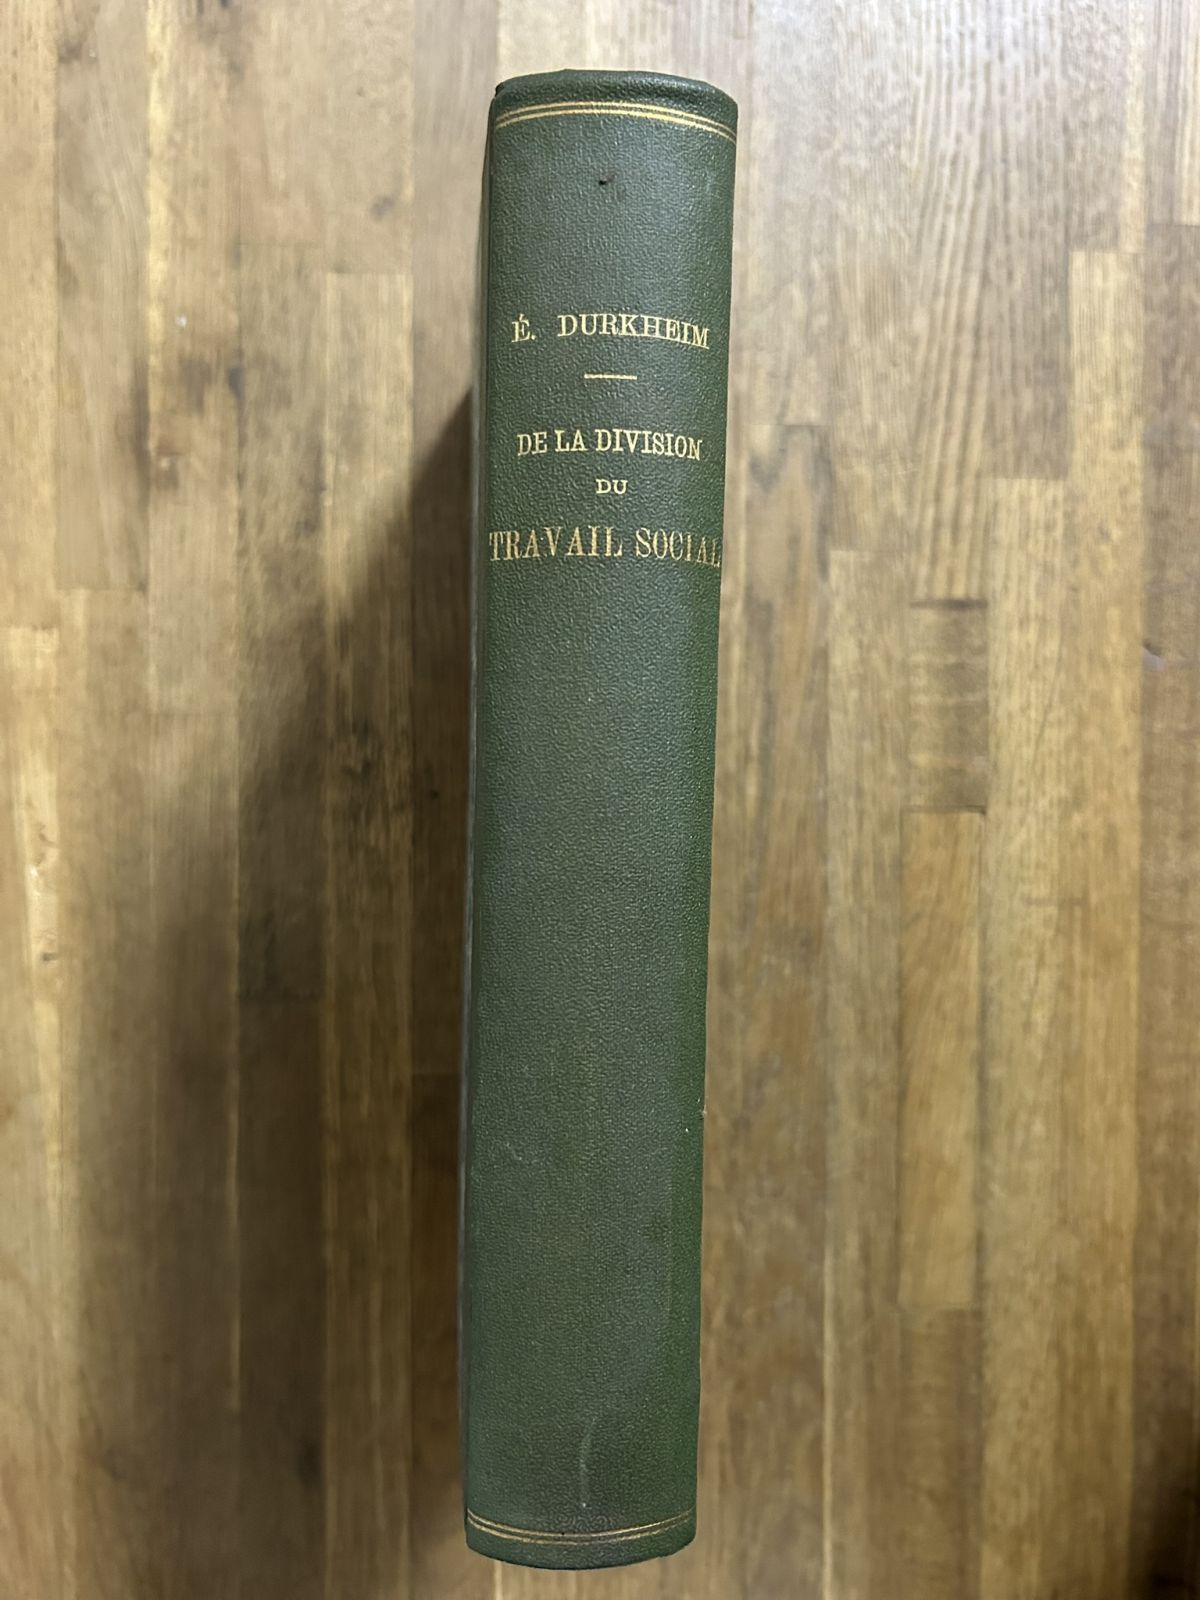 É. DURKHEIM
DE LA DIVISION
DU
TRAVAIL SOCIAL